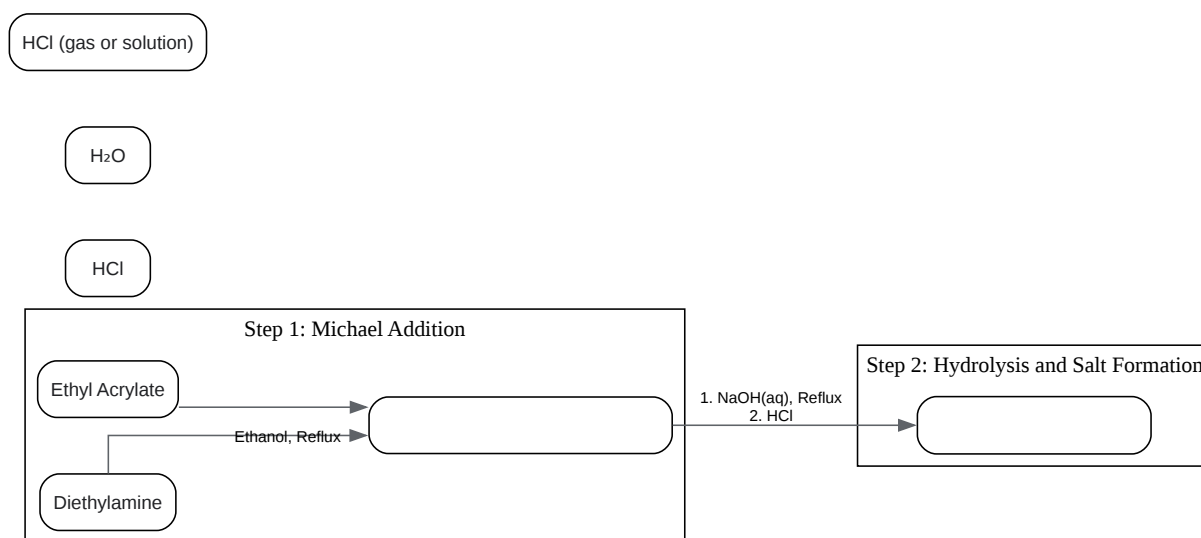 HCl (gas or solution)
H₂O
HCl
Step 1: Michael Addition
Ethyl Acrylate
Ethanol, Reflux
Diethylamine
1. NaOH(aq), Reflux
2. HCl
Step 2: Hydrolysis and Salt Formation